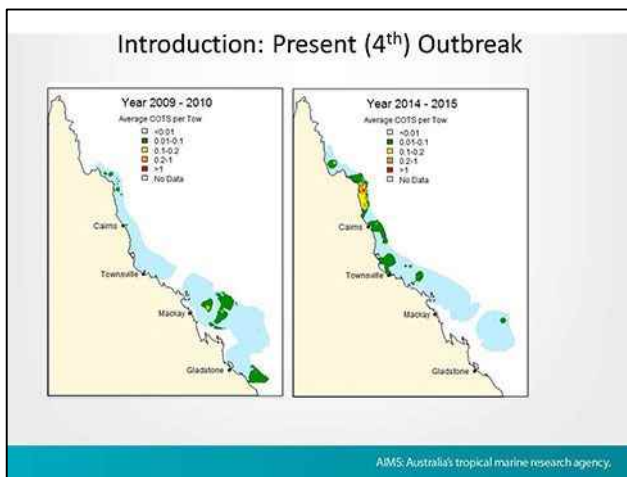 Introduction: Present (4th) Outbreak
Year 2009 - 2010
Average COTS per Tow
<0.01
0.01-0.1
0.1-0.2
0.2-1
>1
No Data
Cairns
Townsville
Mackay
Gladstone
Year 2014 - 2015
Average COTS per Tow
<0.01
0.01-0.1
0.1-0.2
0.2-1
>1
No Data
Cairns
Townsville
Mackay
Gladstone
AIMS: Australia's tropical marine research agency.